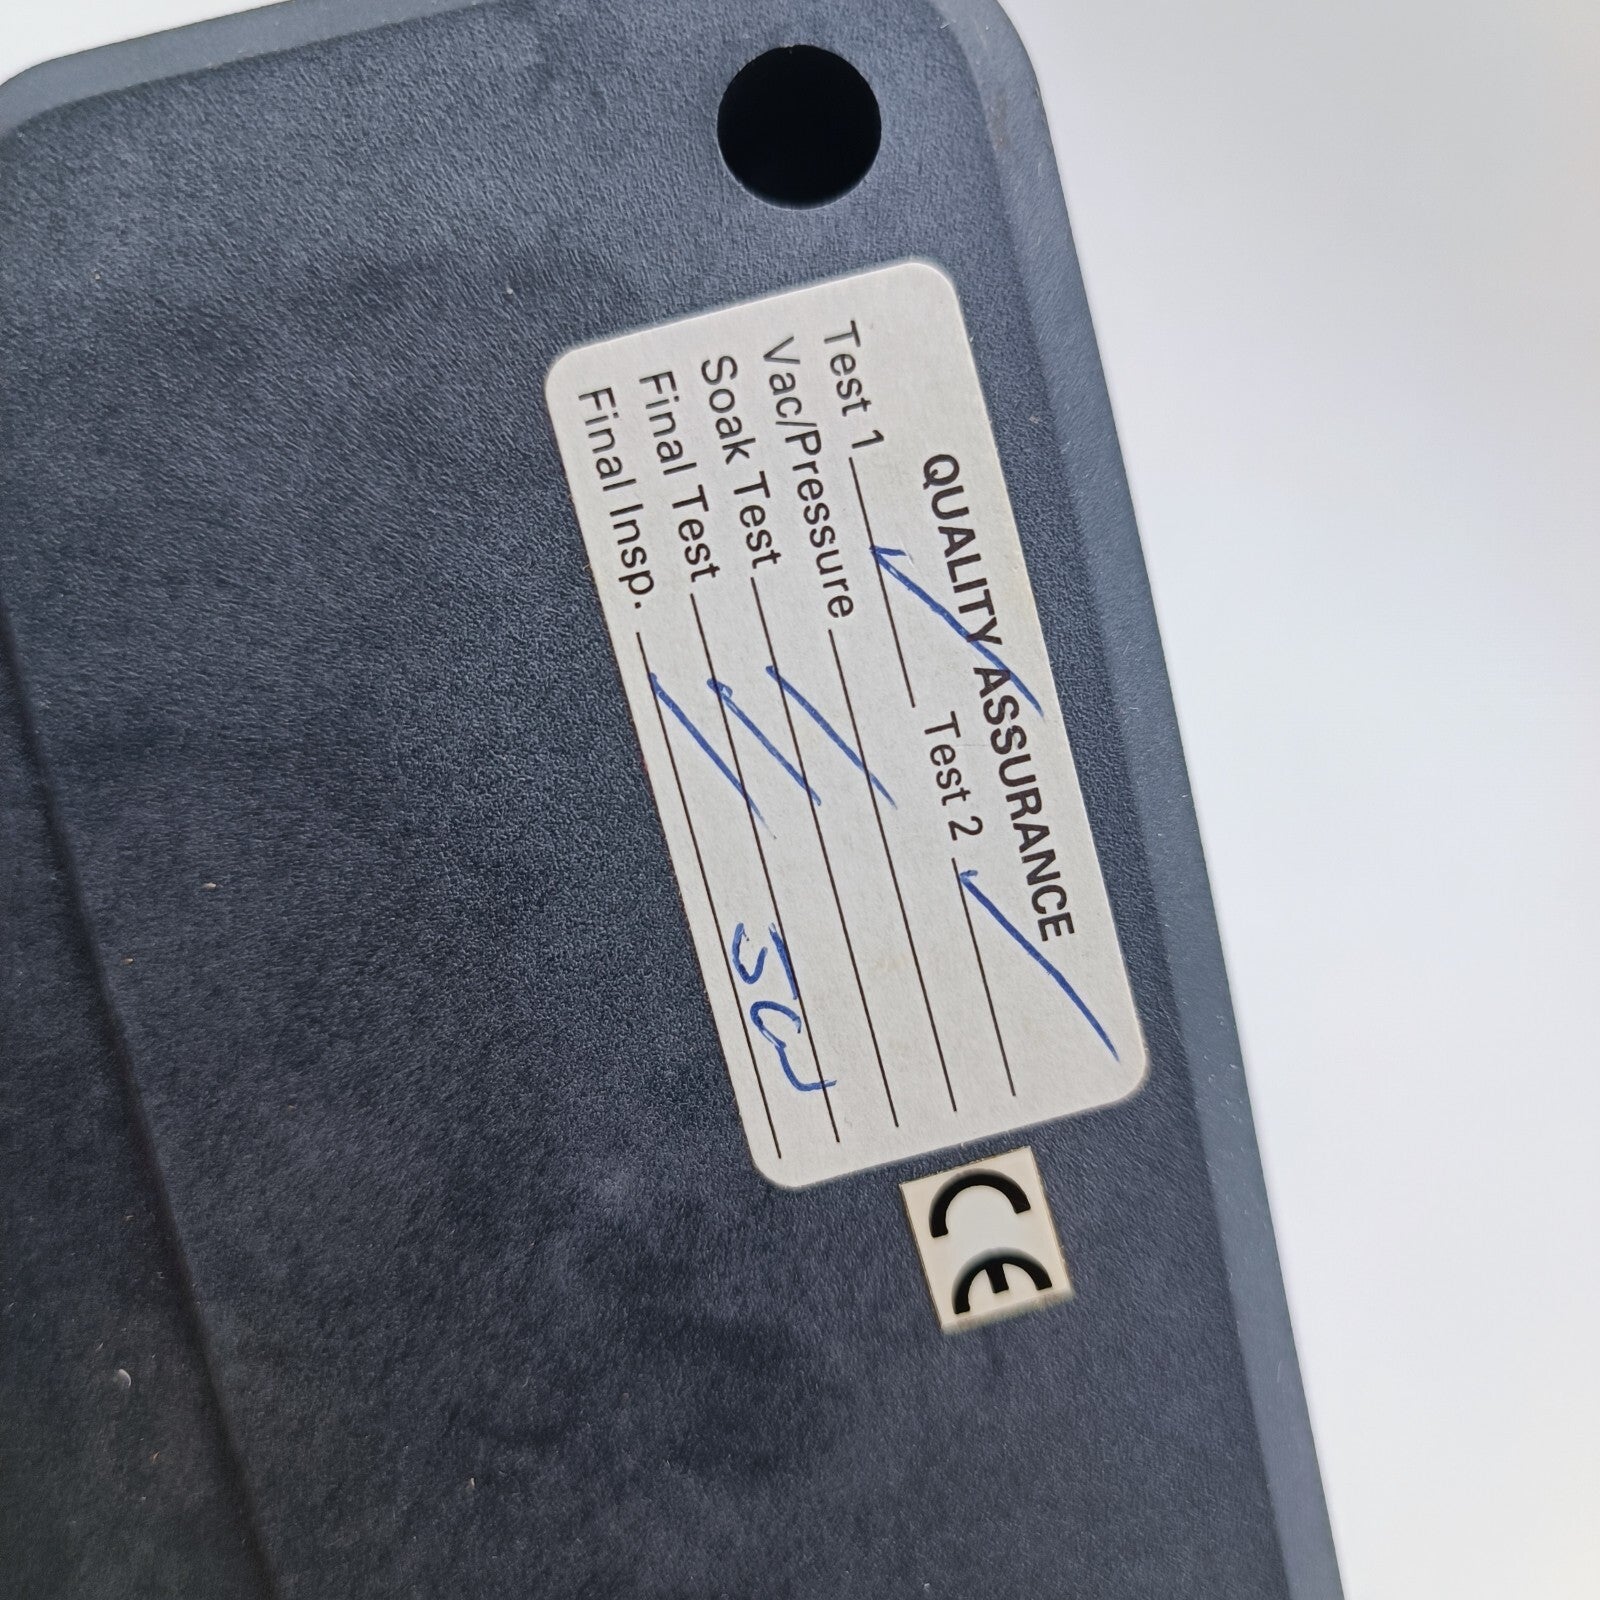 QUALITY ASSURANCE
Test 1 ✓ Test 2 ✓
Vac/Pressure
Soak Test ✓
Final Test ✓
Final Insp. ✓
CE